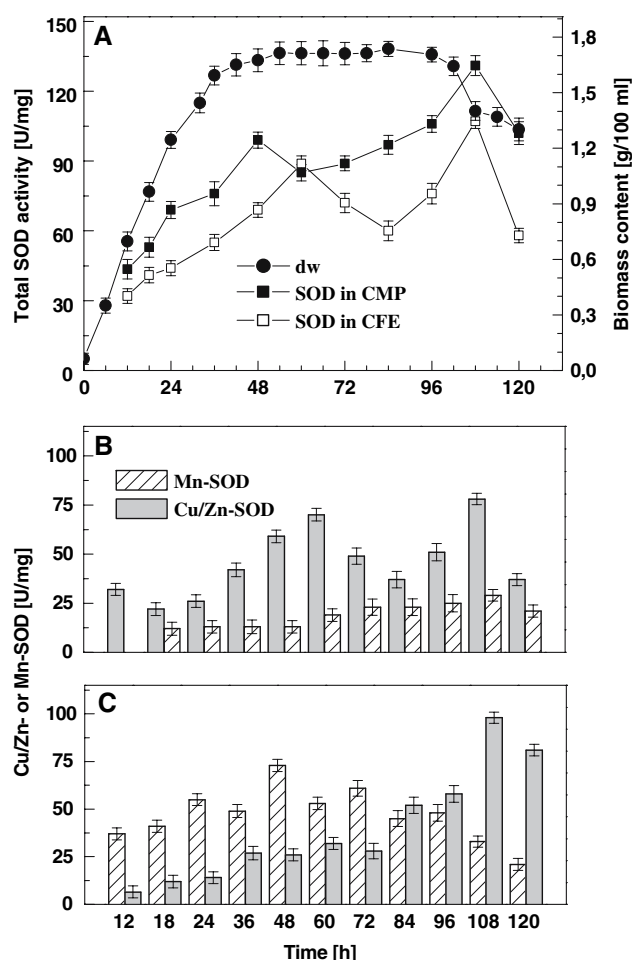 A
Total SOD activity [U/mg]
150
120
90
60
30
0
1,8
1,5
1,2
0,9
0,6
0,3
0,0
Biomass content [g/100 ml]
dw
SOD in CMP
SOD in CFE
0 24 48 72 96 120
B
Mn-SOD
Cu/Zn-SOD
100
75
50
25
0
Cu/Zn- or Mn-SOD [U/mg]
C
100
75
50
25
0
12 18 24 36 48 60 72 84 96 108 120
Time [h]